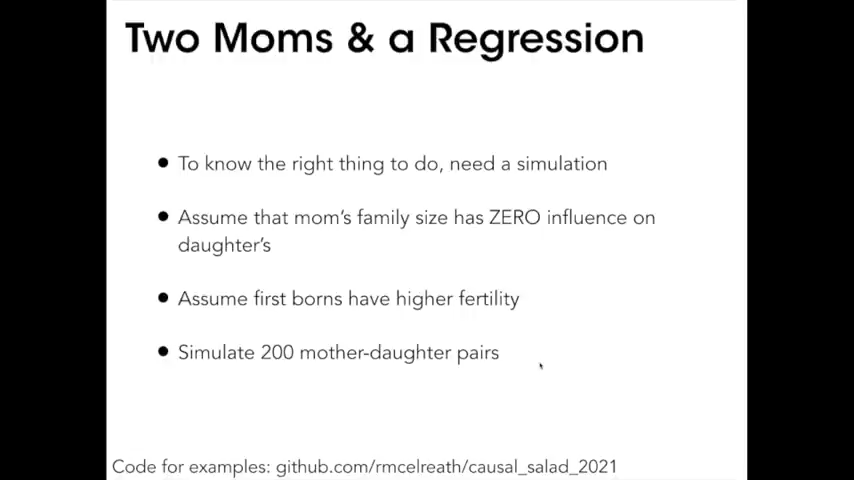 Two Moms & a Regression
• To know the right thing to do, need a simulation
• Assume that mom's family size has ZERO influence on
daughter's
• Assume first borns have higher fertility
• Simulate 200 mother-daughter pairs
Code for examples: github.com/rmcelreath/causal_salad_2021